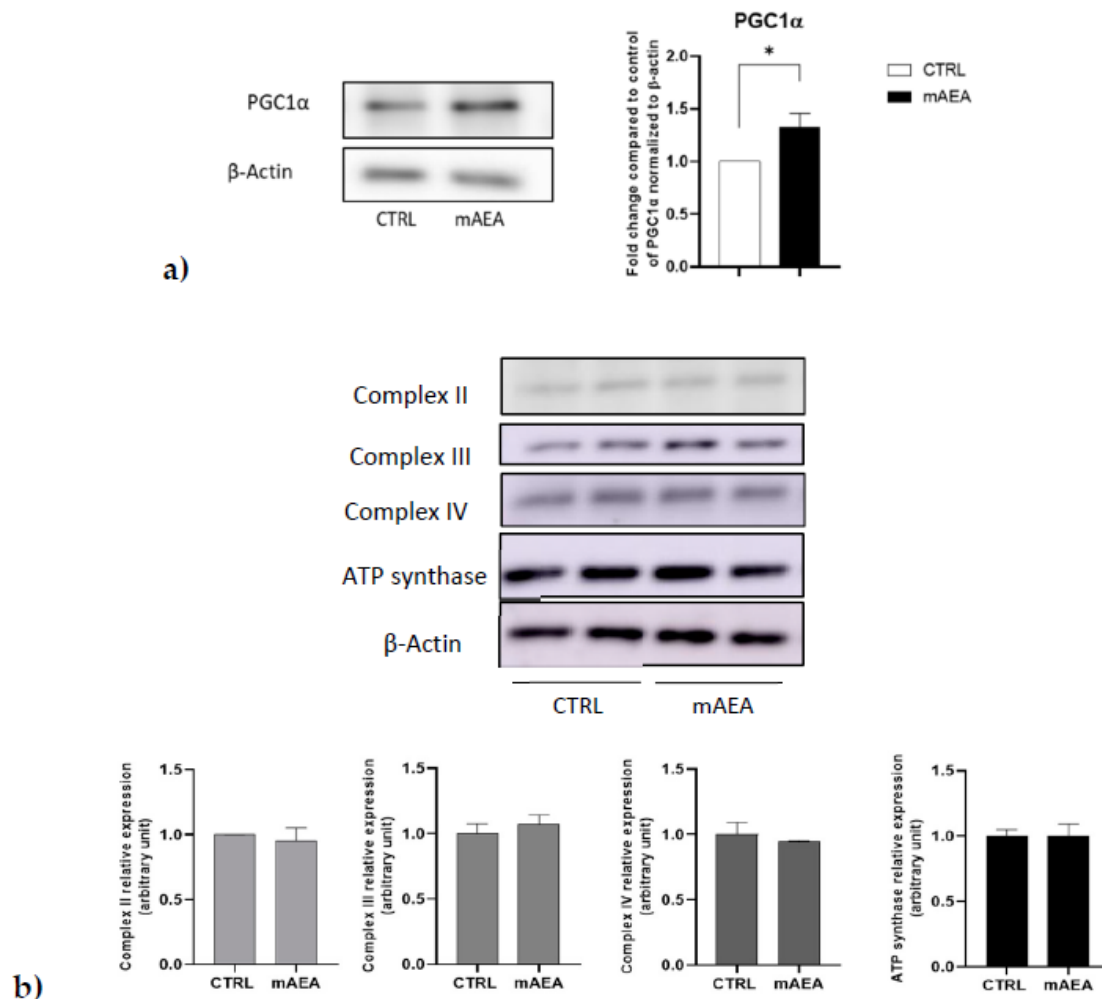 PGC1α
β-Actin
CTRL mAEA
a)
PGC1α
*
2.0
1.5
1.0
0.5
0.0
Fold change compared to control
of PGC1α normalized to β-actin
CTRL
mAEA
Complex II
Complex III
Complex IV
ATP synthase
β-Actin
CTRL mAEA
b)
Complex II relative expression
(arbitrary unit)
1.5
1.0
0.5
0.0
CTRL mAEA
Complex III relative expression
(arbitrary unit)
1.5
1.0
0.5
0.0
CTRL mAEA
Complex IV relative expression
(arbitrary unit)
1.5
1.0
0.5
0.0
CTRL mAEA
ATP synthase relative expression
(arbitrary unit)
1.5
1.0
0.5
0.0
CTRL mAEA